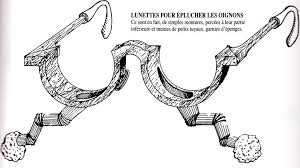 LUNETTES POUR ÉPLUCHER LES OIGNONS
Ce sont en fait, de simples montures, percées à leur partie
inférieure et munies de petits tuyaux, garnies d'éponges.